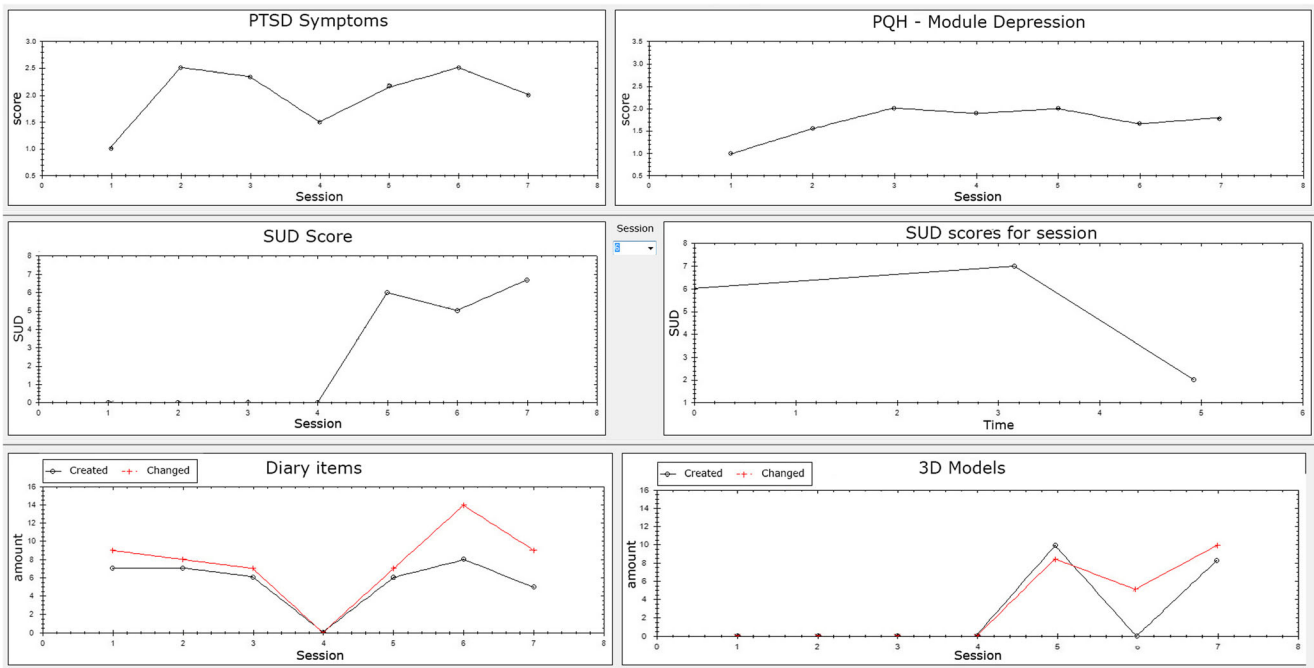 PTSD Symptoms
3.0
2.5
2.0
1.5
1.0
0.5
score
0 1 2 3 4 5 6 7 8
Session
PQH - Module Depression
3.5
3.0
2.5
2.0
1.5
1.0
0.5
score
0 1 2 3 4 5 6 7 8
Session
SUD Score
8
7
6
5
4
3
2
1
0
SUD
0 1 2 3 4 5 6 7 8
Session
Session
6
SUD scores for session
8
7
6
5
4
3
2
1
SUD
0 1 2 3 4 5 6
Time
Created Changed
Diary items
16
14
12
10
8
6
4
2
0
amount
0 1 2 3 4 5 6 7 8
Session
Created Changed
3D Models
16
14
12
10
8
6
4
2
0
amount
0 1 2 3 4 5 7 8
Session